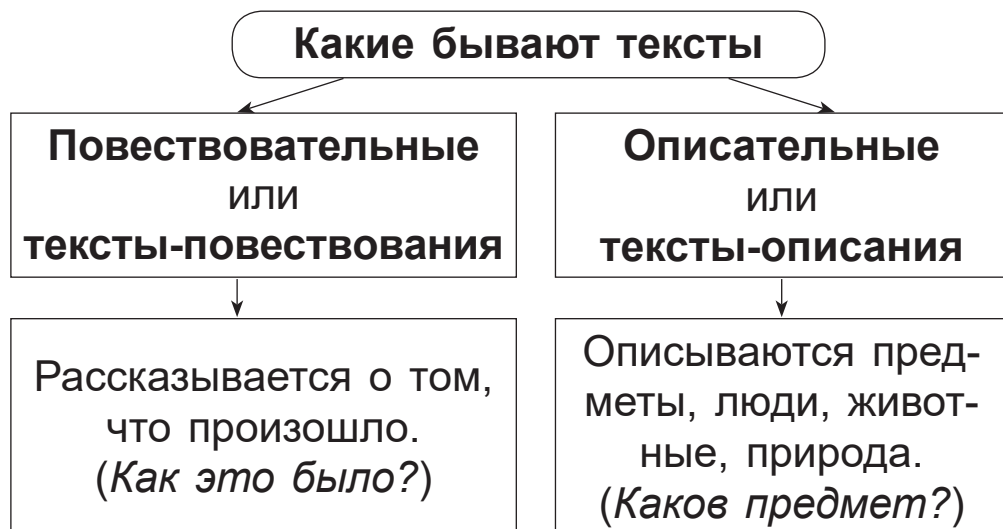 Какие бывают тексты
Повествовательные
или
тексты-повествования
Описательные
или
тексты-описания
Рассказывается о том,
что произошло.
(Как это было?)
Описываются пред-
меты, люди, живот-
ные, природа.
(Каков предмет?)